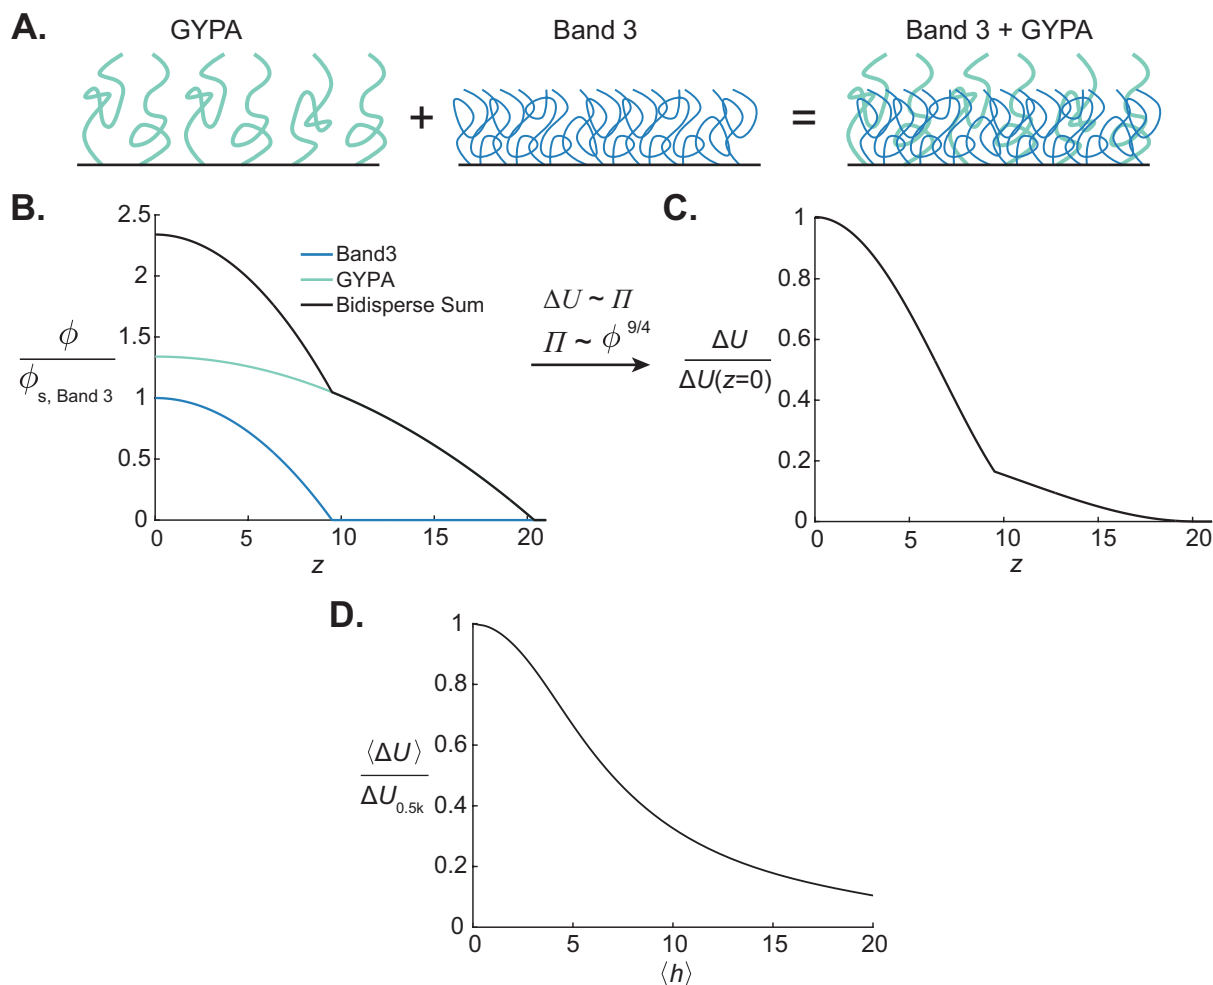 A.
GYPA
Band 3
Band 3 + GYPA
+
=
B.
2.5
2
1.5
1
0.5
0
ϕ
ϕs, Band 3
Band3
GYPA
Bidisperse Sum
0 5 10 15 20
z
ΔU ~ Π
Π ~ ϕ^9/4
C.
1
0.8
0.6
0.4
0.2
0
ΔU
ΔU(z=0)
0 5 10 15 20
z
D.
1
0.8
0.6
0.4
0.2
0
⟨ΔU⟩
ΔU0.5k
0 5 10 15 20
⟨h⟩